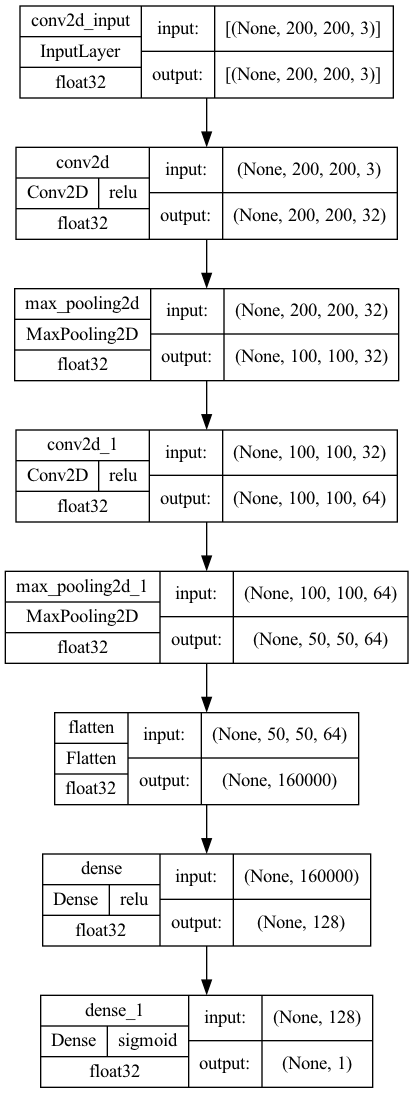 conv2d_input
InputLayer
float32
input: [(None, 200, 200, 3)]
output: [(None, 200, 200, 3)]
conv2d
Conv2D relu
float32
input: (None, 200, 200, 3)
output: (None, 200, 200, 32)
max_pooling2d
MaxPooling2D
float32
input: (None, 200, 200, 32)
output: (None, 100, 100, 32)
conv2d_1
Conv2D relu
float32
input: (None, 100, 100, 32)
output: (None, 100, 100, 64)
max_pooling2d_1
MaxPooling2D
float32
input: (None, 100, 100, 64)
output: (None, 50, 50, 64)
flatten
Flatten
float32
input: (None, 50, 50, 64)
output: (None, 160000)
dense
Dense relu
float32
input: (None, 160000)
output: (None, 128)
dense_1
Dense sigmoid
float32
input: (None, 128)
output: (None, 1)